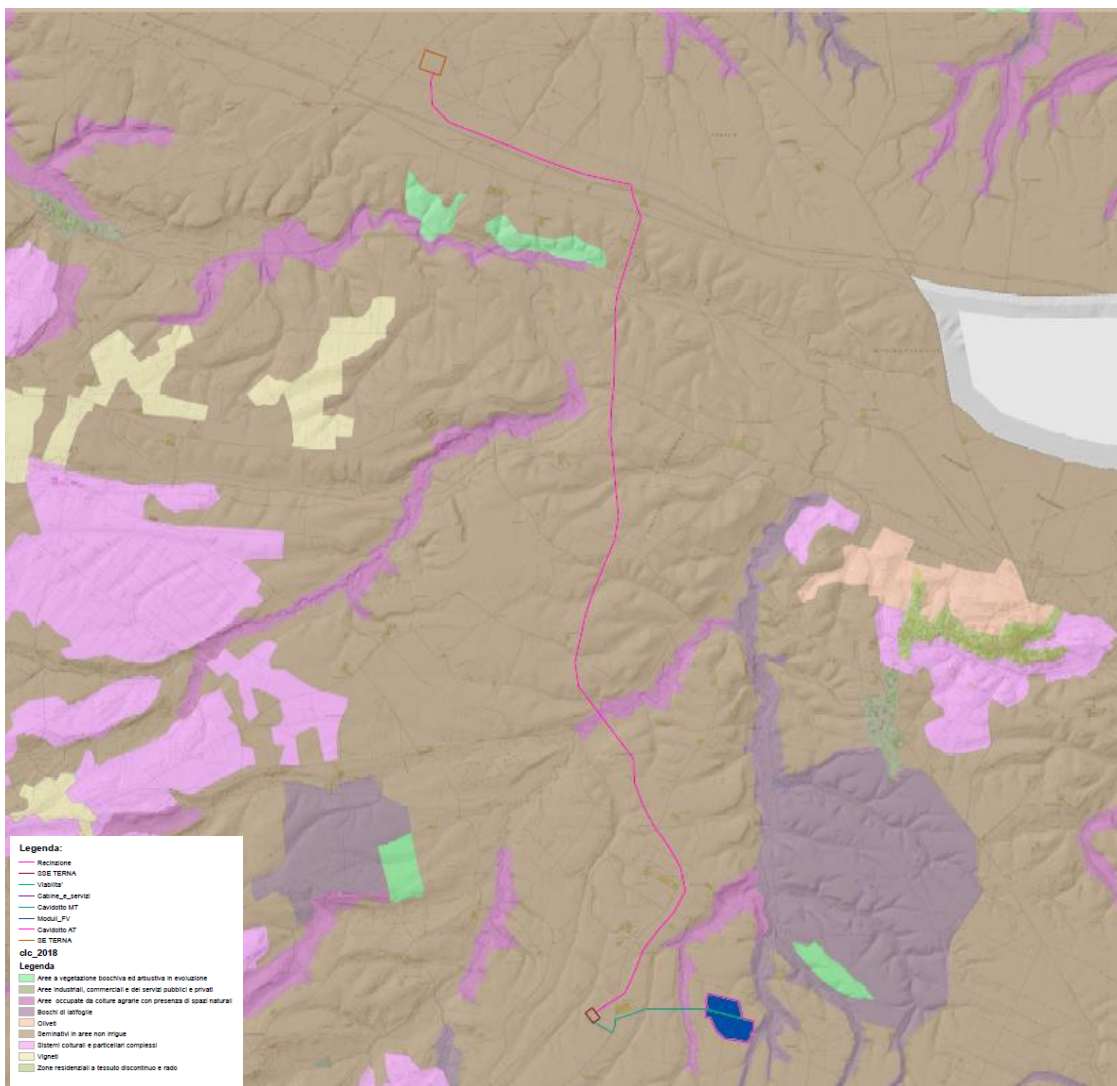 Legenda:
Recinzione
SSE TERNA
Viabilita'
Cabine_e_servizi
Cavidotto MT
Moduli_PV
Cavidotto AT
SE TERNA
clc_2018
Legenda
Aree a vegetazione boschiva ed arbustiva in evoluzione
Aree industriali, commerciali e dei servizi pubblici e privati
Aree occupate da colture agrarie con presenza di spazi naturali
Boschi di latifoglie
Oliveti
Seminativi in aree non irrigue
Sistemi colturali e particellari complessi
Vigneti
Zone residenziali a tessuto discontinuo e rado